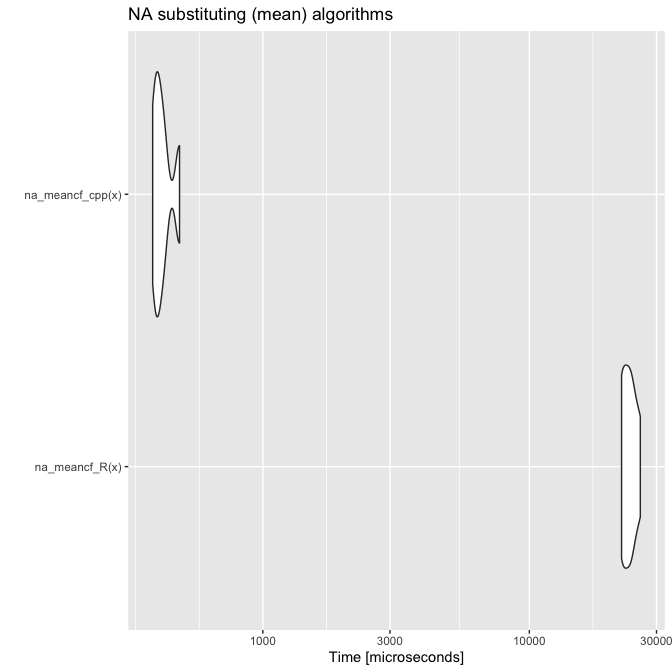 NA substituting (mean) algorithms
na_meancf_cpp(x)
na_meancf_R(x)
1000 3000 10000 30000
Time [microseconds]